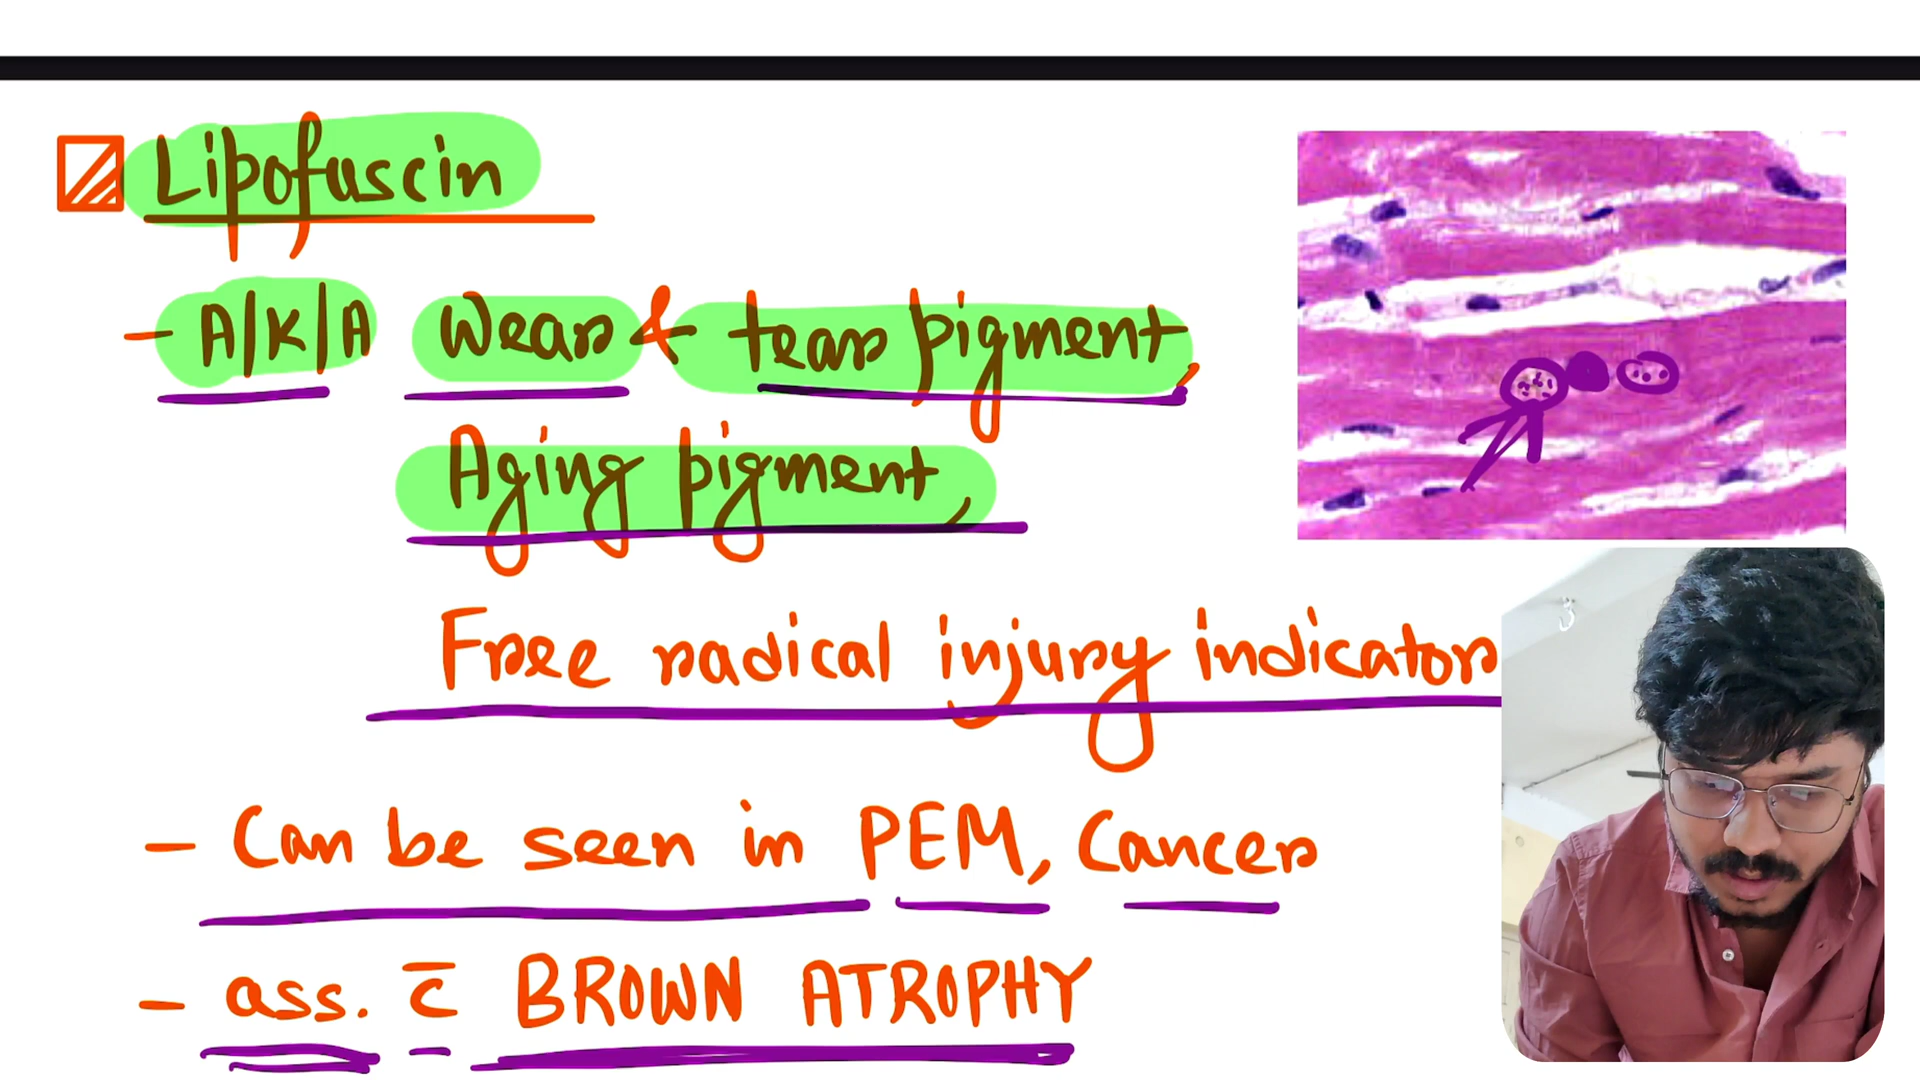 Lipofuscin
- A/K/A Wear & tear pigment,
Aging pigment,
Free radical injury indicator
- Can be seen in PEM, Cancer
- ass. c̅ BROWN ATROPHY